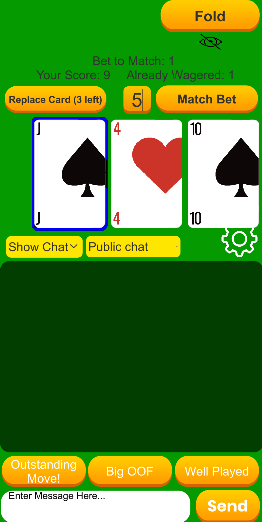 Fold
Bet to Match: 1
Your Score: 9 Already Wagered: 1
Replace Card (3 left) 5 Match Bet
J 4 10
J 4 10
Show Chat Public chat
Outstanding Move! Big OOF Well Played
Enter Message Here...
Send